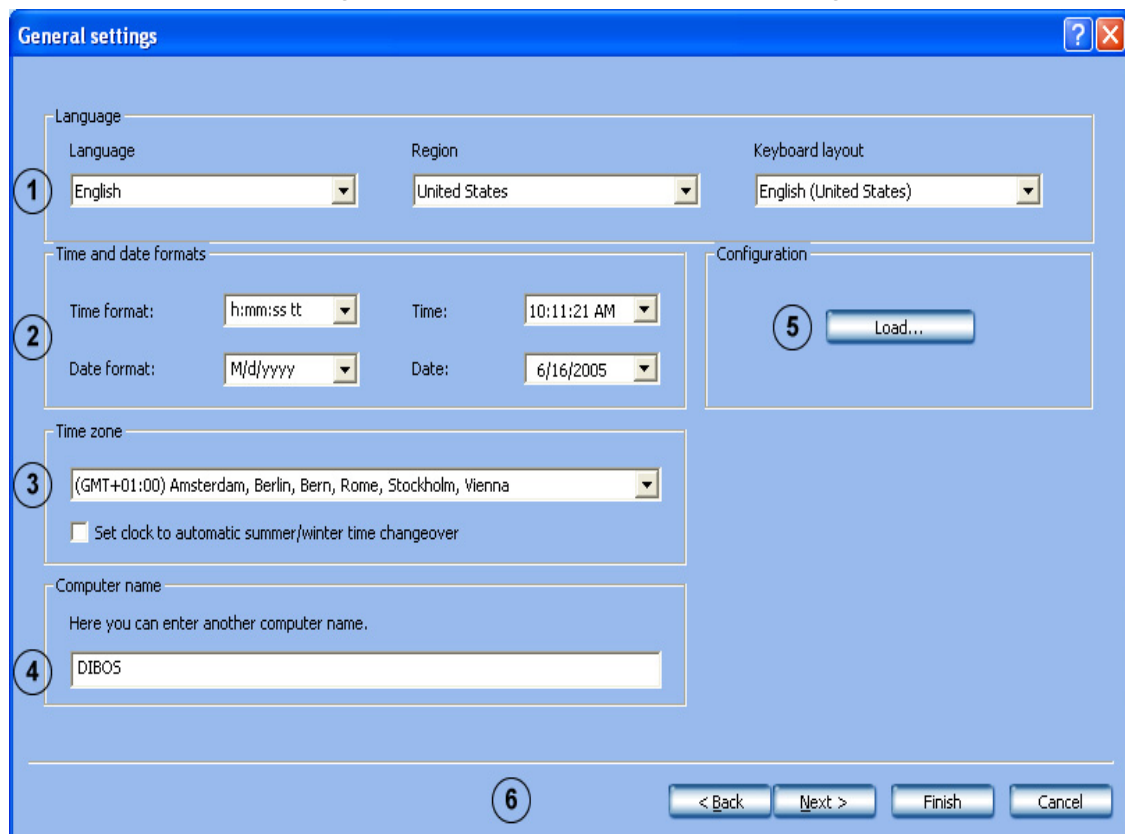 General settings
Language
Language Region Keyboard layout
1 English United States English (United States)
Time and date formats
Time format: h:mm:ss tt Time: 10:11:21 AM
2
Date format: M/d/yyyy Date: 6/16/2005
Configuration
5 Load...
Time zone
3 (GMT+01:00) Amsterdam, Berlin, Bern, Rome, Stockholm, Vienna
Set clock to automatic summer/winter time changeover
Computer name
Here you can enter another computer name.
4 DIBOS
6 < Back Next > Finish Cancel